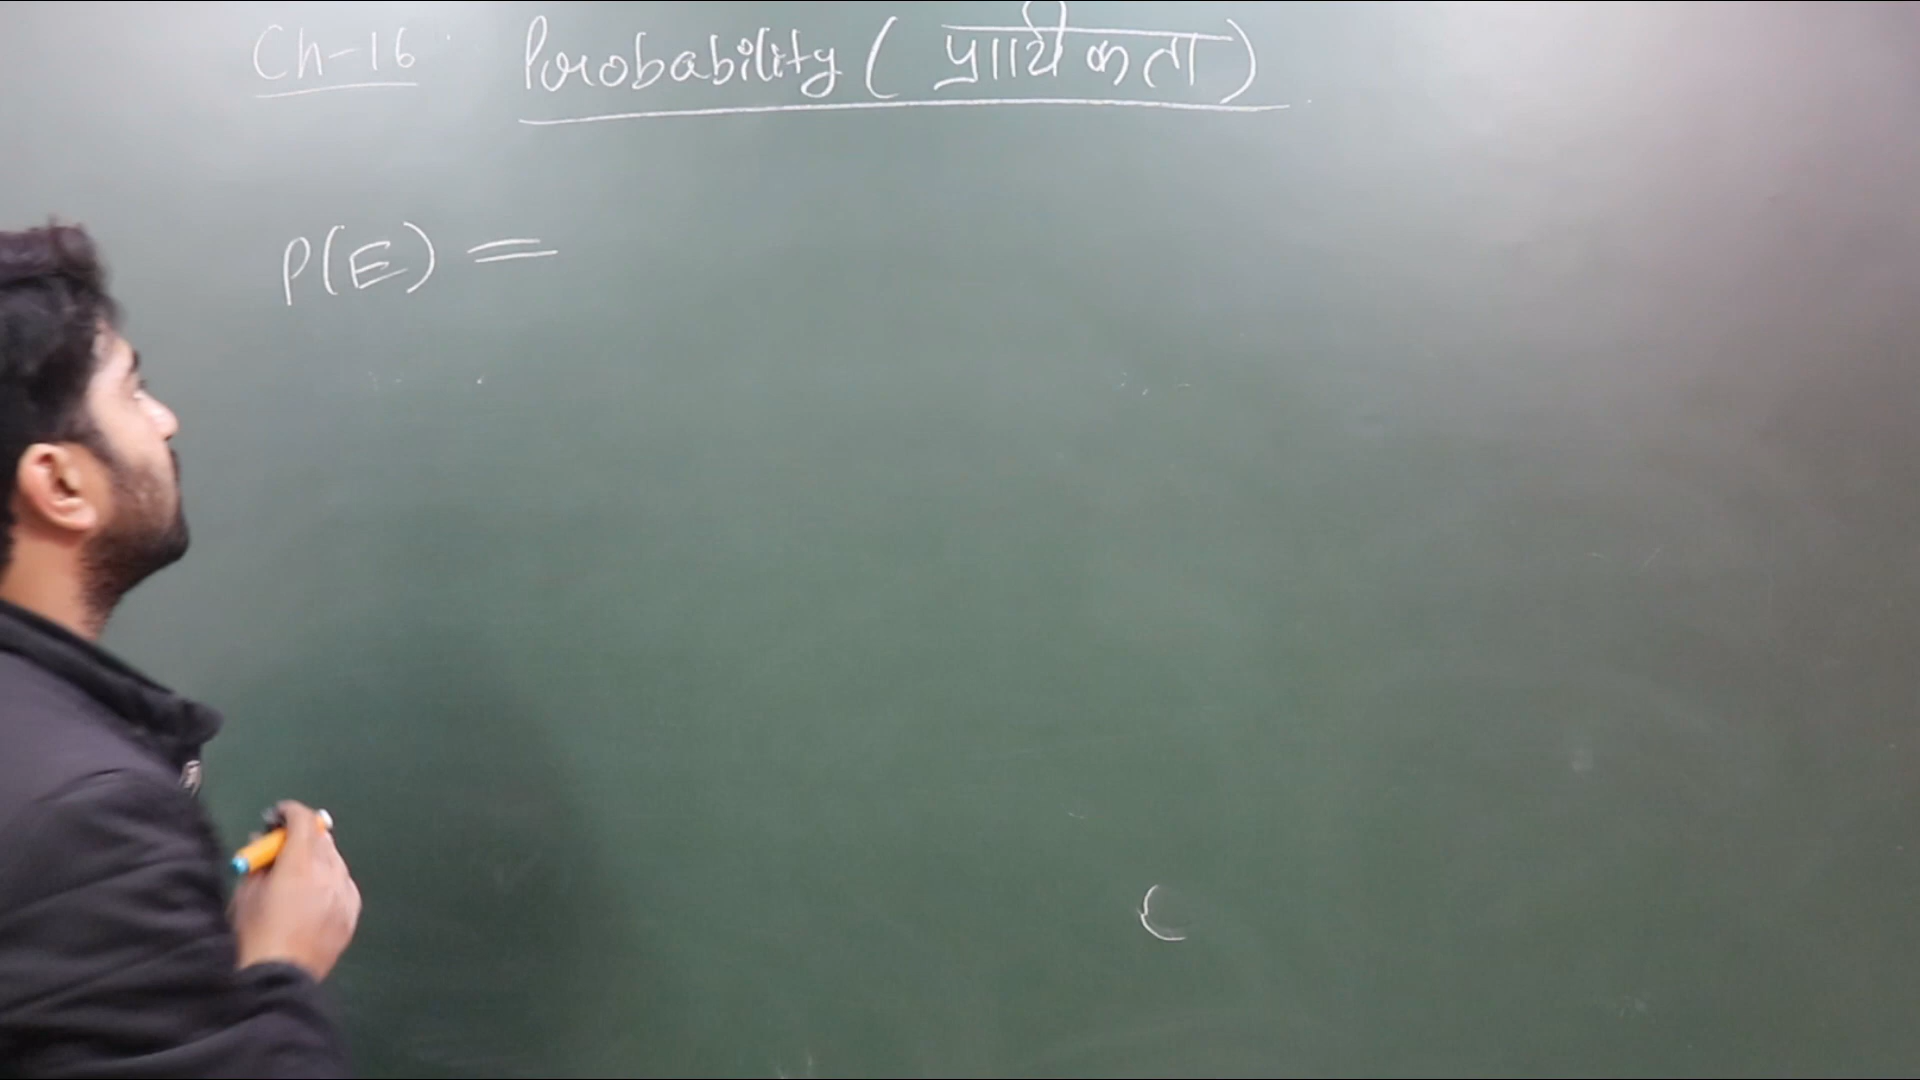 Ch-16 Probability (प्रायिकता)
P(E) =